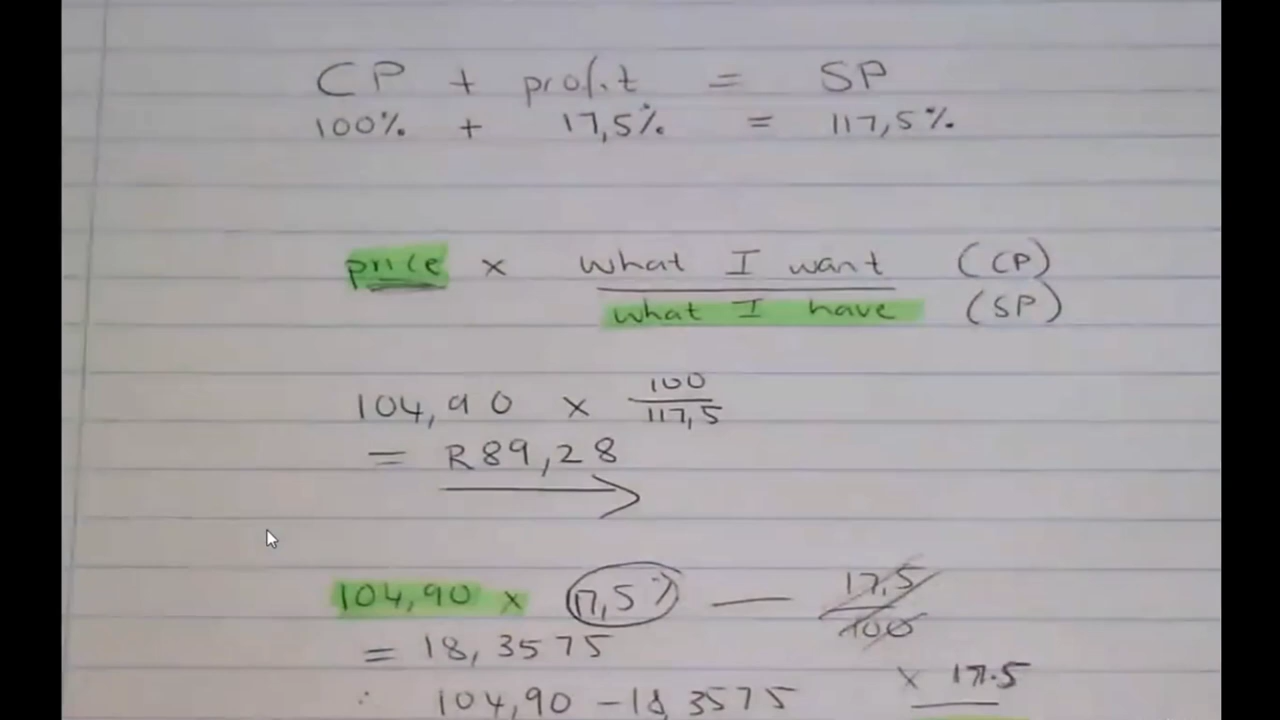 CP + profit = SP
100% + 17,5% = 117,5%
price x what I want (CP)
what I have (SP)
104,90 x 100
117,5
= R89,28
104,90 x 17,5% — 17,5
100
= 18,3575
x 17.5
∴ 104,90 - 18,3575